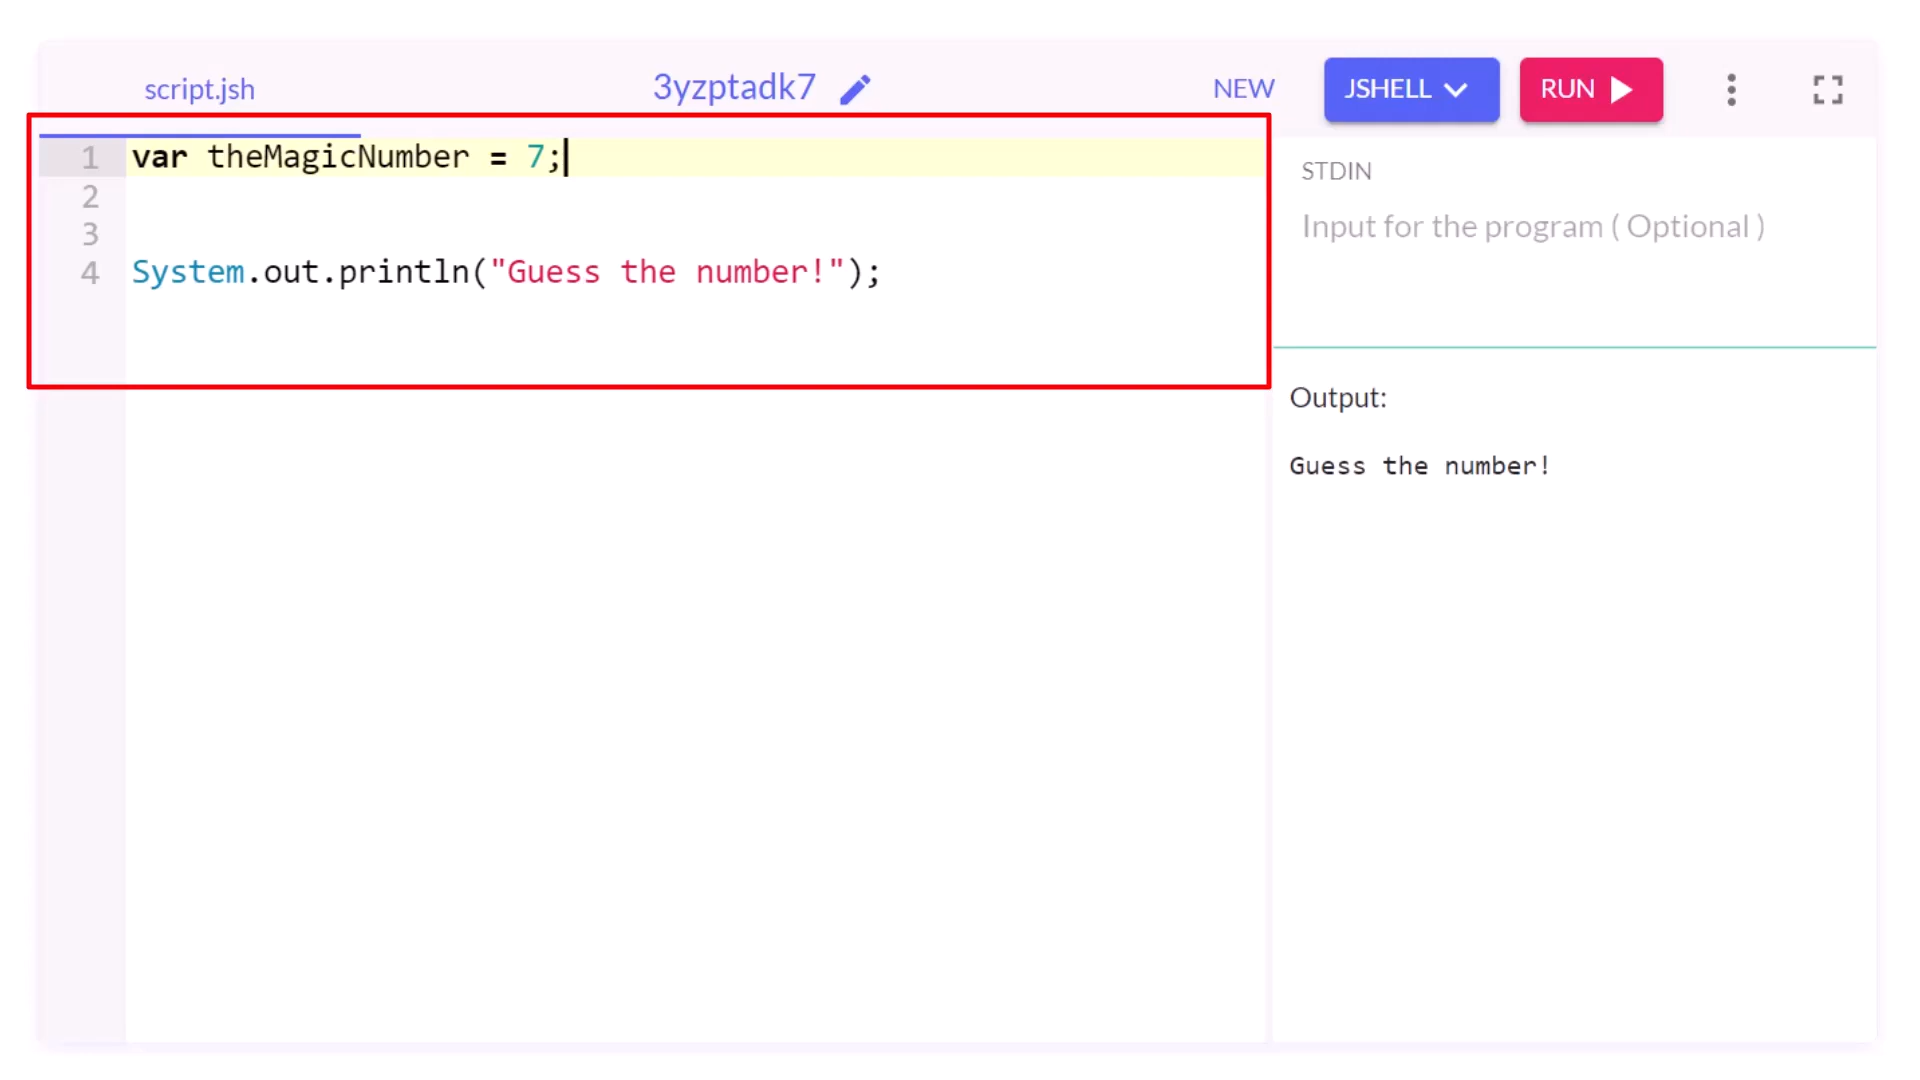 script.jsh
3yzptadk7
NEW
JSHELL
RUN
1 var theMagicNumber = 7;
2
3
4 System.out.println("Guess the number!");
STDIN
Input for the program ( Optional )
Output:
Guess the number!